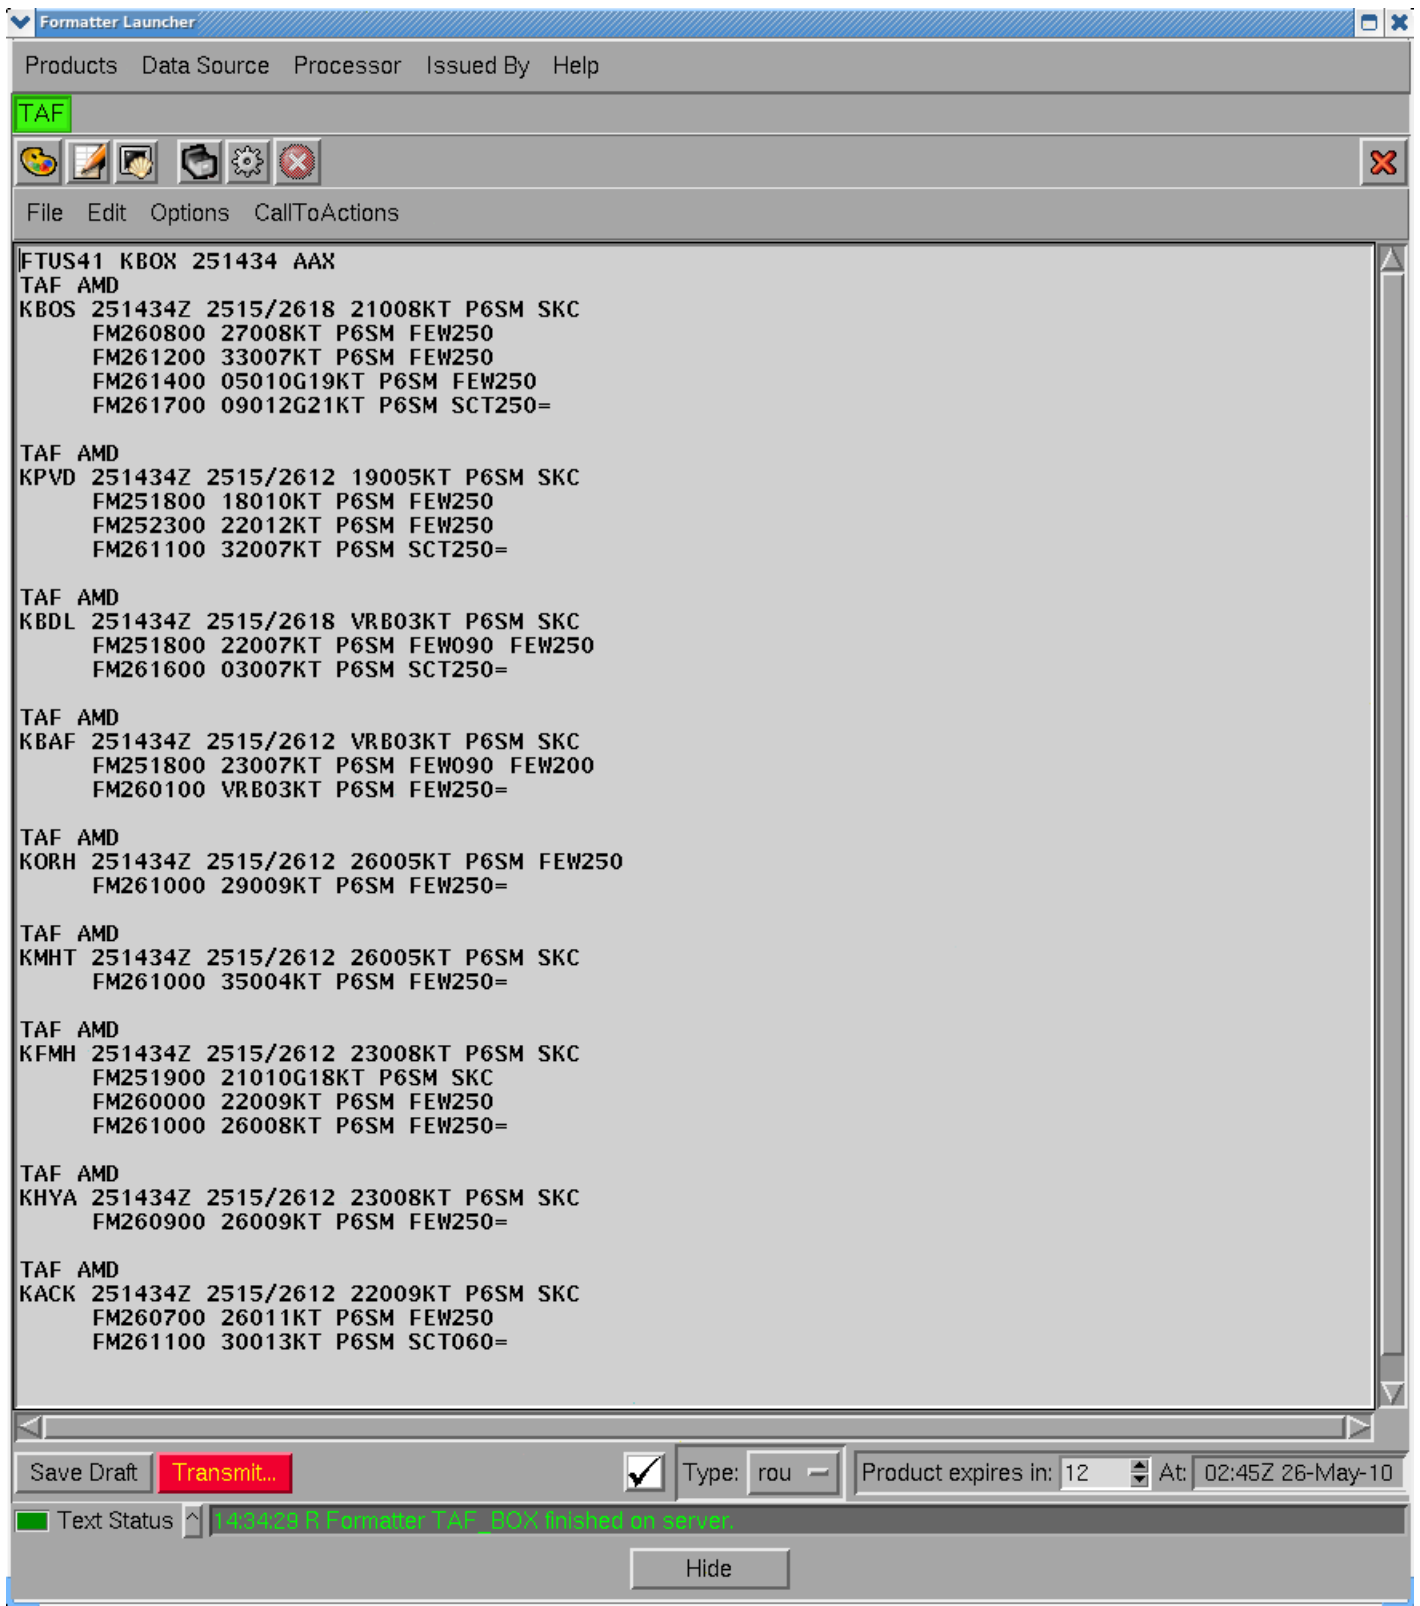 Formatter Launcher
Products Data Source Processor Issued By Help
TAF
File Edit Options CallToActions
FTUS41 KBOX 251434 AAX
TAF AMD
KBOS 251434Z 2515/2618 21008KT P6SM SKC
FM260800 27008KT P6SM FEW250
FM261200 33007KT P6SM FEW250
FM261400 05010G19KT P6SM FEW250
FM261700 09012G21KT P6SM SCT250=
TAF AMD
KPVD 251434Z 2515/2612 19005KT P6SM SKC
FM251800 18010KT P6SM FEW250
FM252300 22012KT P6SM FEW250
FM261100 32007KT P6SM SCT250=
TAF AMD
KBDL 251434Z 2515/2618 VRB03KT P6SM SKC
FM251800 22007KT P6SM FEW090 FEW250
FM261600 03007KT P6SM SCT250=
TAF AMD
KBAF 251434Z 2515/2612 VRB03KT P6SM SKC
FM251800 23007KT P6SM FEW090 FEW200
FM260100 VRB03KT P6SM FEW250=
TAF AMD
KORH 251434Z 2515/2612 26005KT P6SM FEW250
FM261000 29009KT P6SM FEW250=
TAF AMD
KMHT 251434Z 2515/2612 26005KT P6SM SKC
FM261000 35004KT P6SM FEW250=
TAF AMD
KFMH 251434Z 2515/2612 23008KT P6SM SKC
FM251900 21010G18KT P6SM SKC
FM260000 22009KT P6SM FEW250
FM261000 26008KT P6SM FEW250=
TAF AMD
KHYA 251434Z 2515/2612 23008KT P6SM SKC
FM260900 26009KT P6SM FEW250=
TAF AMD
KACK 251434Z 2515/2612 22009KT P6SM SKC
FM260700 26011KT P6SM FEW250
FM261100 30013KT P6SM SCT060=
Save Draft Transmit... Type: rou Product expires in: 12 At: 02:45Z 26-May-10
Text Status ^ 14:34:29 R Formatter TAF_BOX finished on server.
Hide